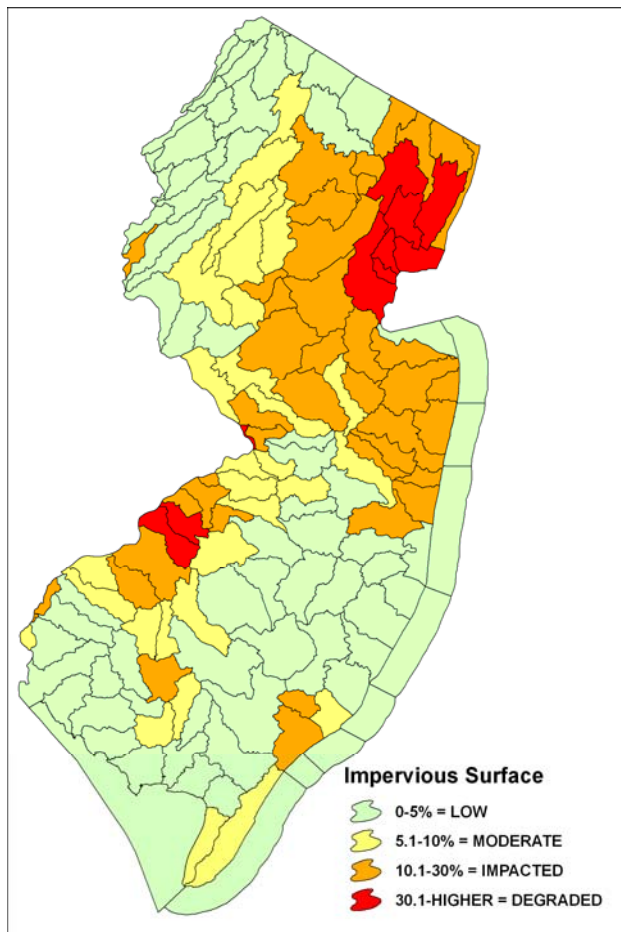 Impervious Surface
0-5% = LOW
5.1-10% = MODERATE
10.1-30% = IMPACTED
30.1-HIGHER = DEGRADED